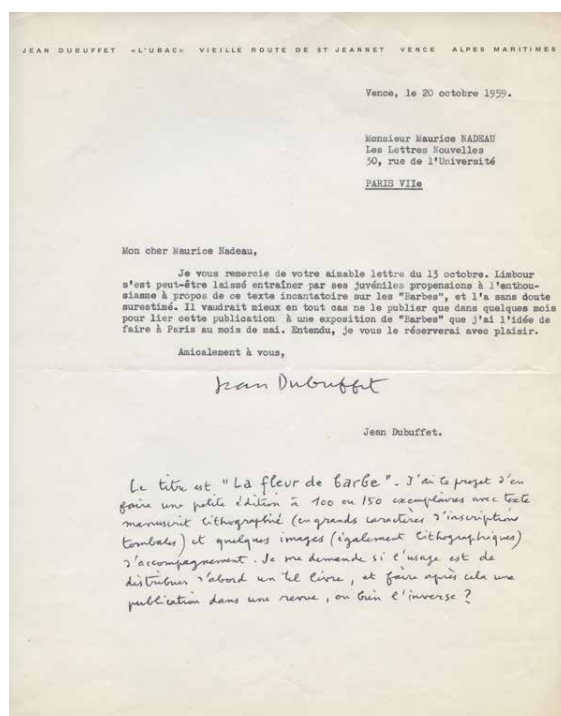 JEAN DUBUFFET «L'UBAC» VIEILLE ROUTE DE ST JEANNET VENCE ALPES MARITIMES
Vence, le 20 octobre 1959.
Monsieur Maurice NADEAU
Les Lettres Nouvelles
30, rue de l'Université
PARIS VIIe
Mon cher Maurice Nadeau,
Je vous remercie de votre aimable lettre du 13 octobre. Limbour
s'est peut-être laissé entraîner par ses juvéniles propensions à l'enthou-
siasme à propos de ce texte incantatoire sur les "Barbes", et l'a sans doute
surestimé. Il vaudrait mieux en tout cas ne le publier que dans quelques mois
pour lier cette publication à une exposition de "Barbes" que j'ai l'idée de
faire à Paris au mois de mai. Entendu, je vous le réserverai avec plaisir.
Amicalement à vous,
Jean Dubuffet
Jean Dubuffet.
Le titre est "La fleur de barbe". J'ai le projet d'en
faire une petite édition à 100 ou 150 exemplaires avec texte
manuscrit lithographié (en grands caractères d'inscriptions
tombales) et quelques images (également lithographiques)
d'accompagnement. Je me demande si l'usage est de
distribuer d'abord un tel livre, et faire après cela une
publication dans une revue, ou bien l'inverse ?